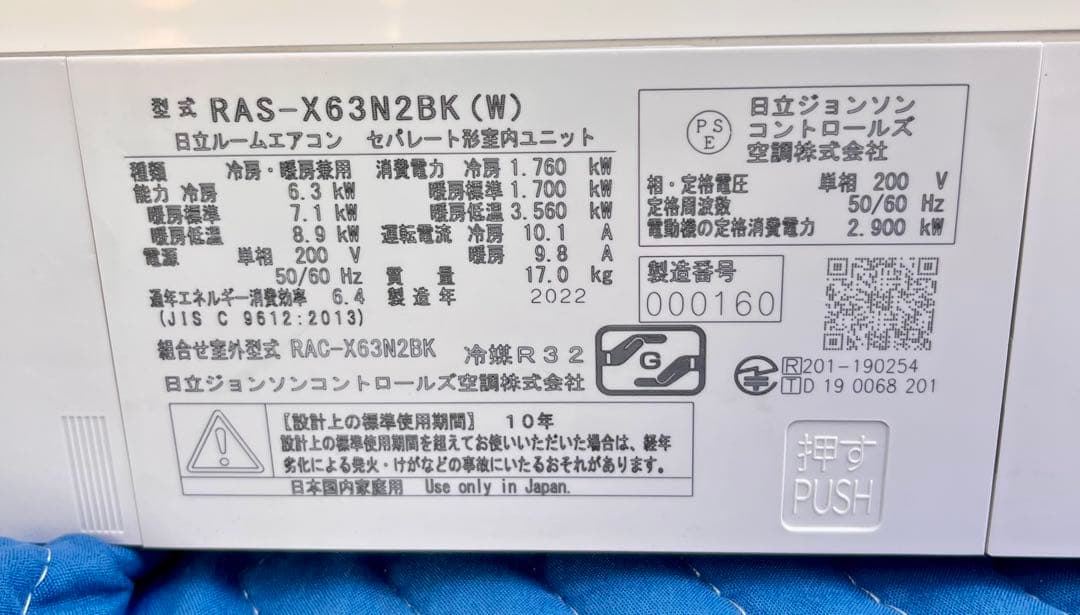 型式 RAS-X63N2BK(W)
日立ルームエアコン セパレート形室内ユニット
種類 冷房・暖房兼用
能力 冷房 6.3 kW
暖房標準 7.1 kW
暖房低温 8.9 kW
電源 単相 200 V
50/60 Hz
通年エネルギー消費効率 6.4
(JIS C 9612:2013)
消費電力 冷房 1.760 kW
暖房標準 1.700 kW
暖房低温 3.560 kW
運転電流 冷房 10.1 A
暖房 9.8 A
質量 17.0 kg
製造年 2022
組合せ室外型式 RAC-X63N2BK 冷媒R32
日立ジョンソンコントロールズ空調株式会社
G
PS
E
日立ジョンソン
コントロールズ
空調株式会社
相・定格電圧 単相 200 V
定格周波数 50/60 Hz
電動機の定格消費電力 2.900 kW
製造番号
000160
R 201-190254
T D 19 0068 201
[設計上の標準使用期間] 10年
設計上の標準使用期間を超えてお使いいただいた場合は、経年
劣化による発火・けがなどの事故にいたるおそれがあります。
日本国内家庭用 Use only in Japan.
押す
PUSH